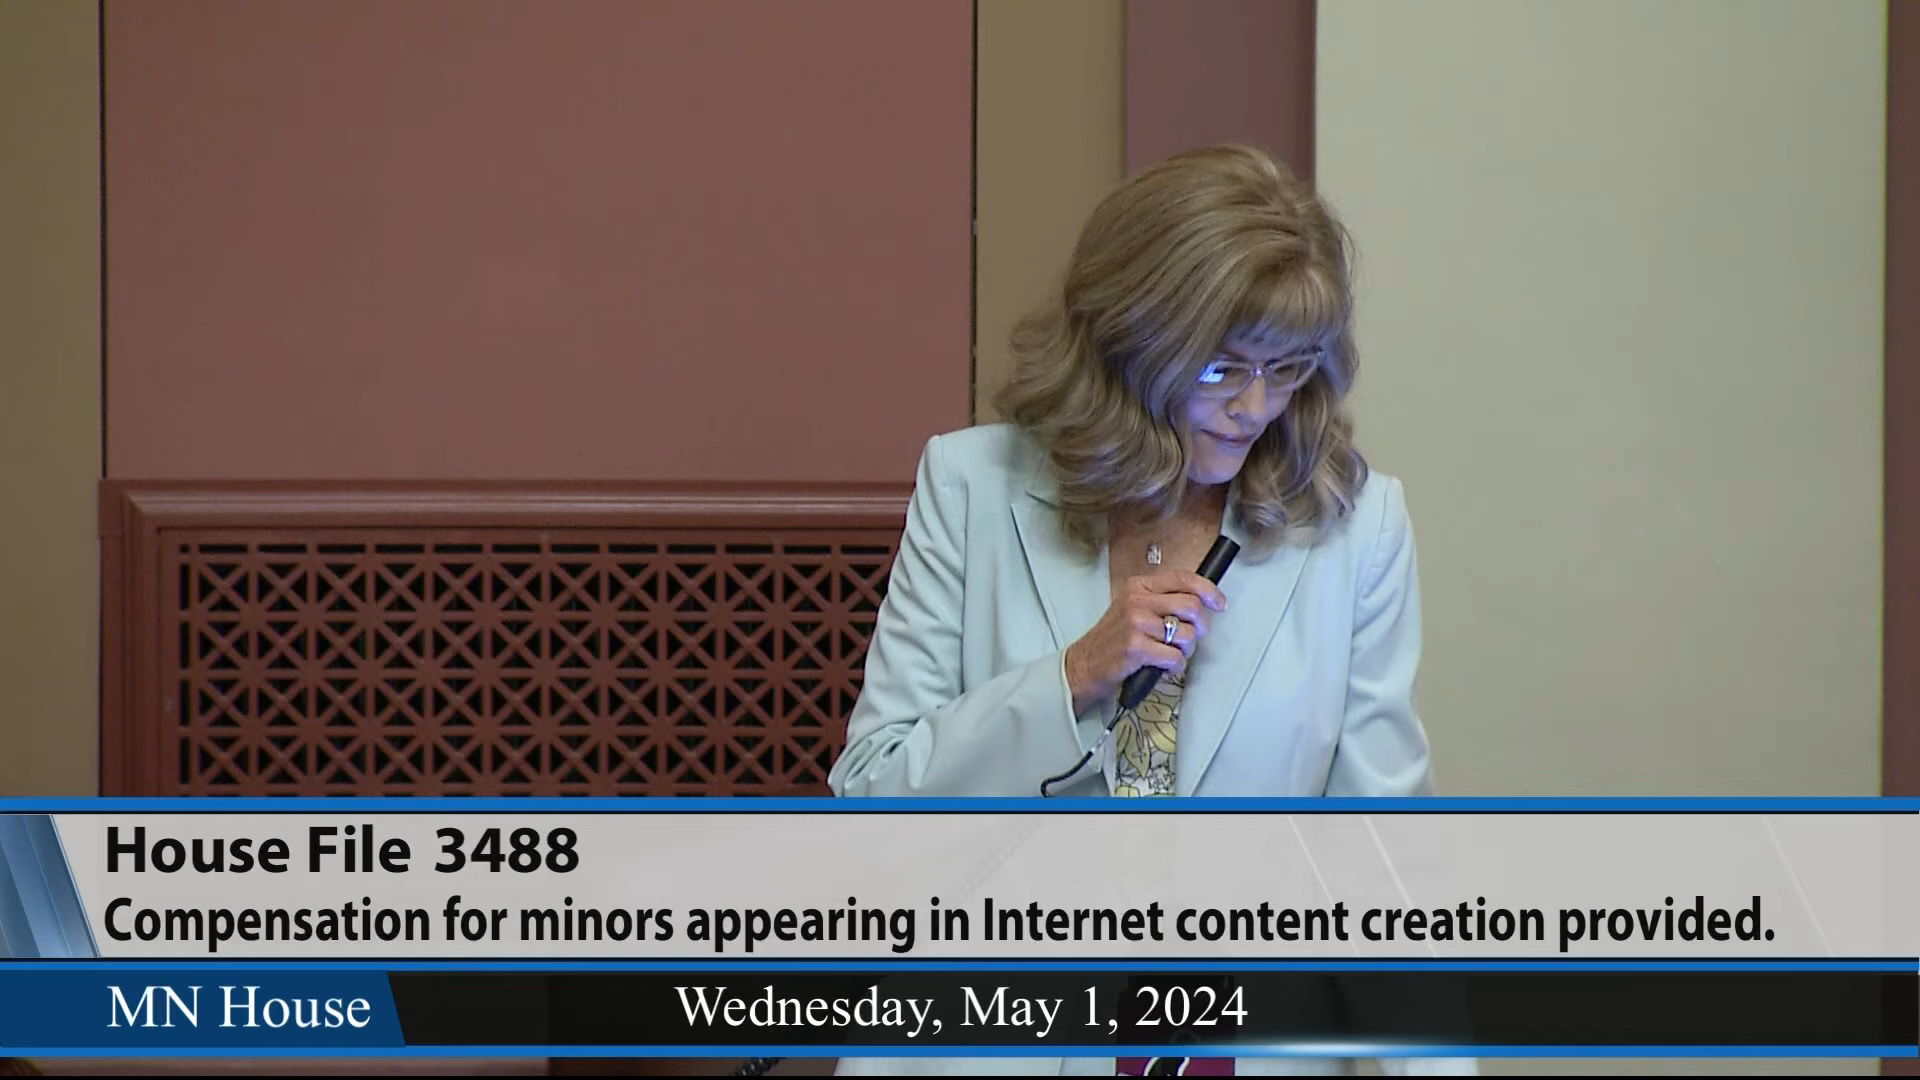 House File 3488
Compensation for minors appearing in Internet content creation provided.
MN House
Wednesday, May 1, 2024